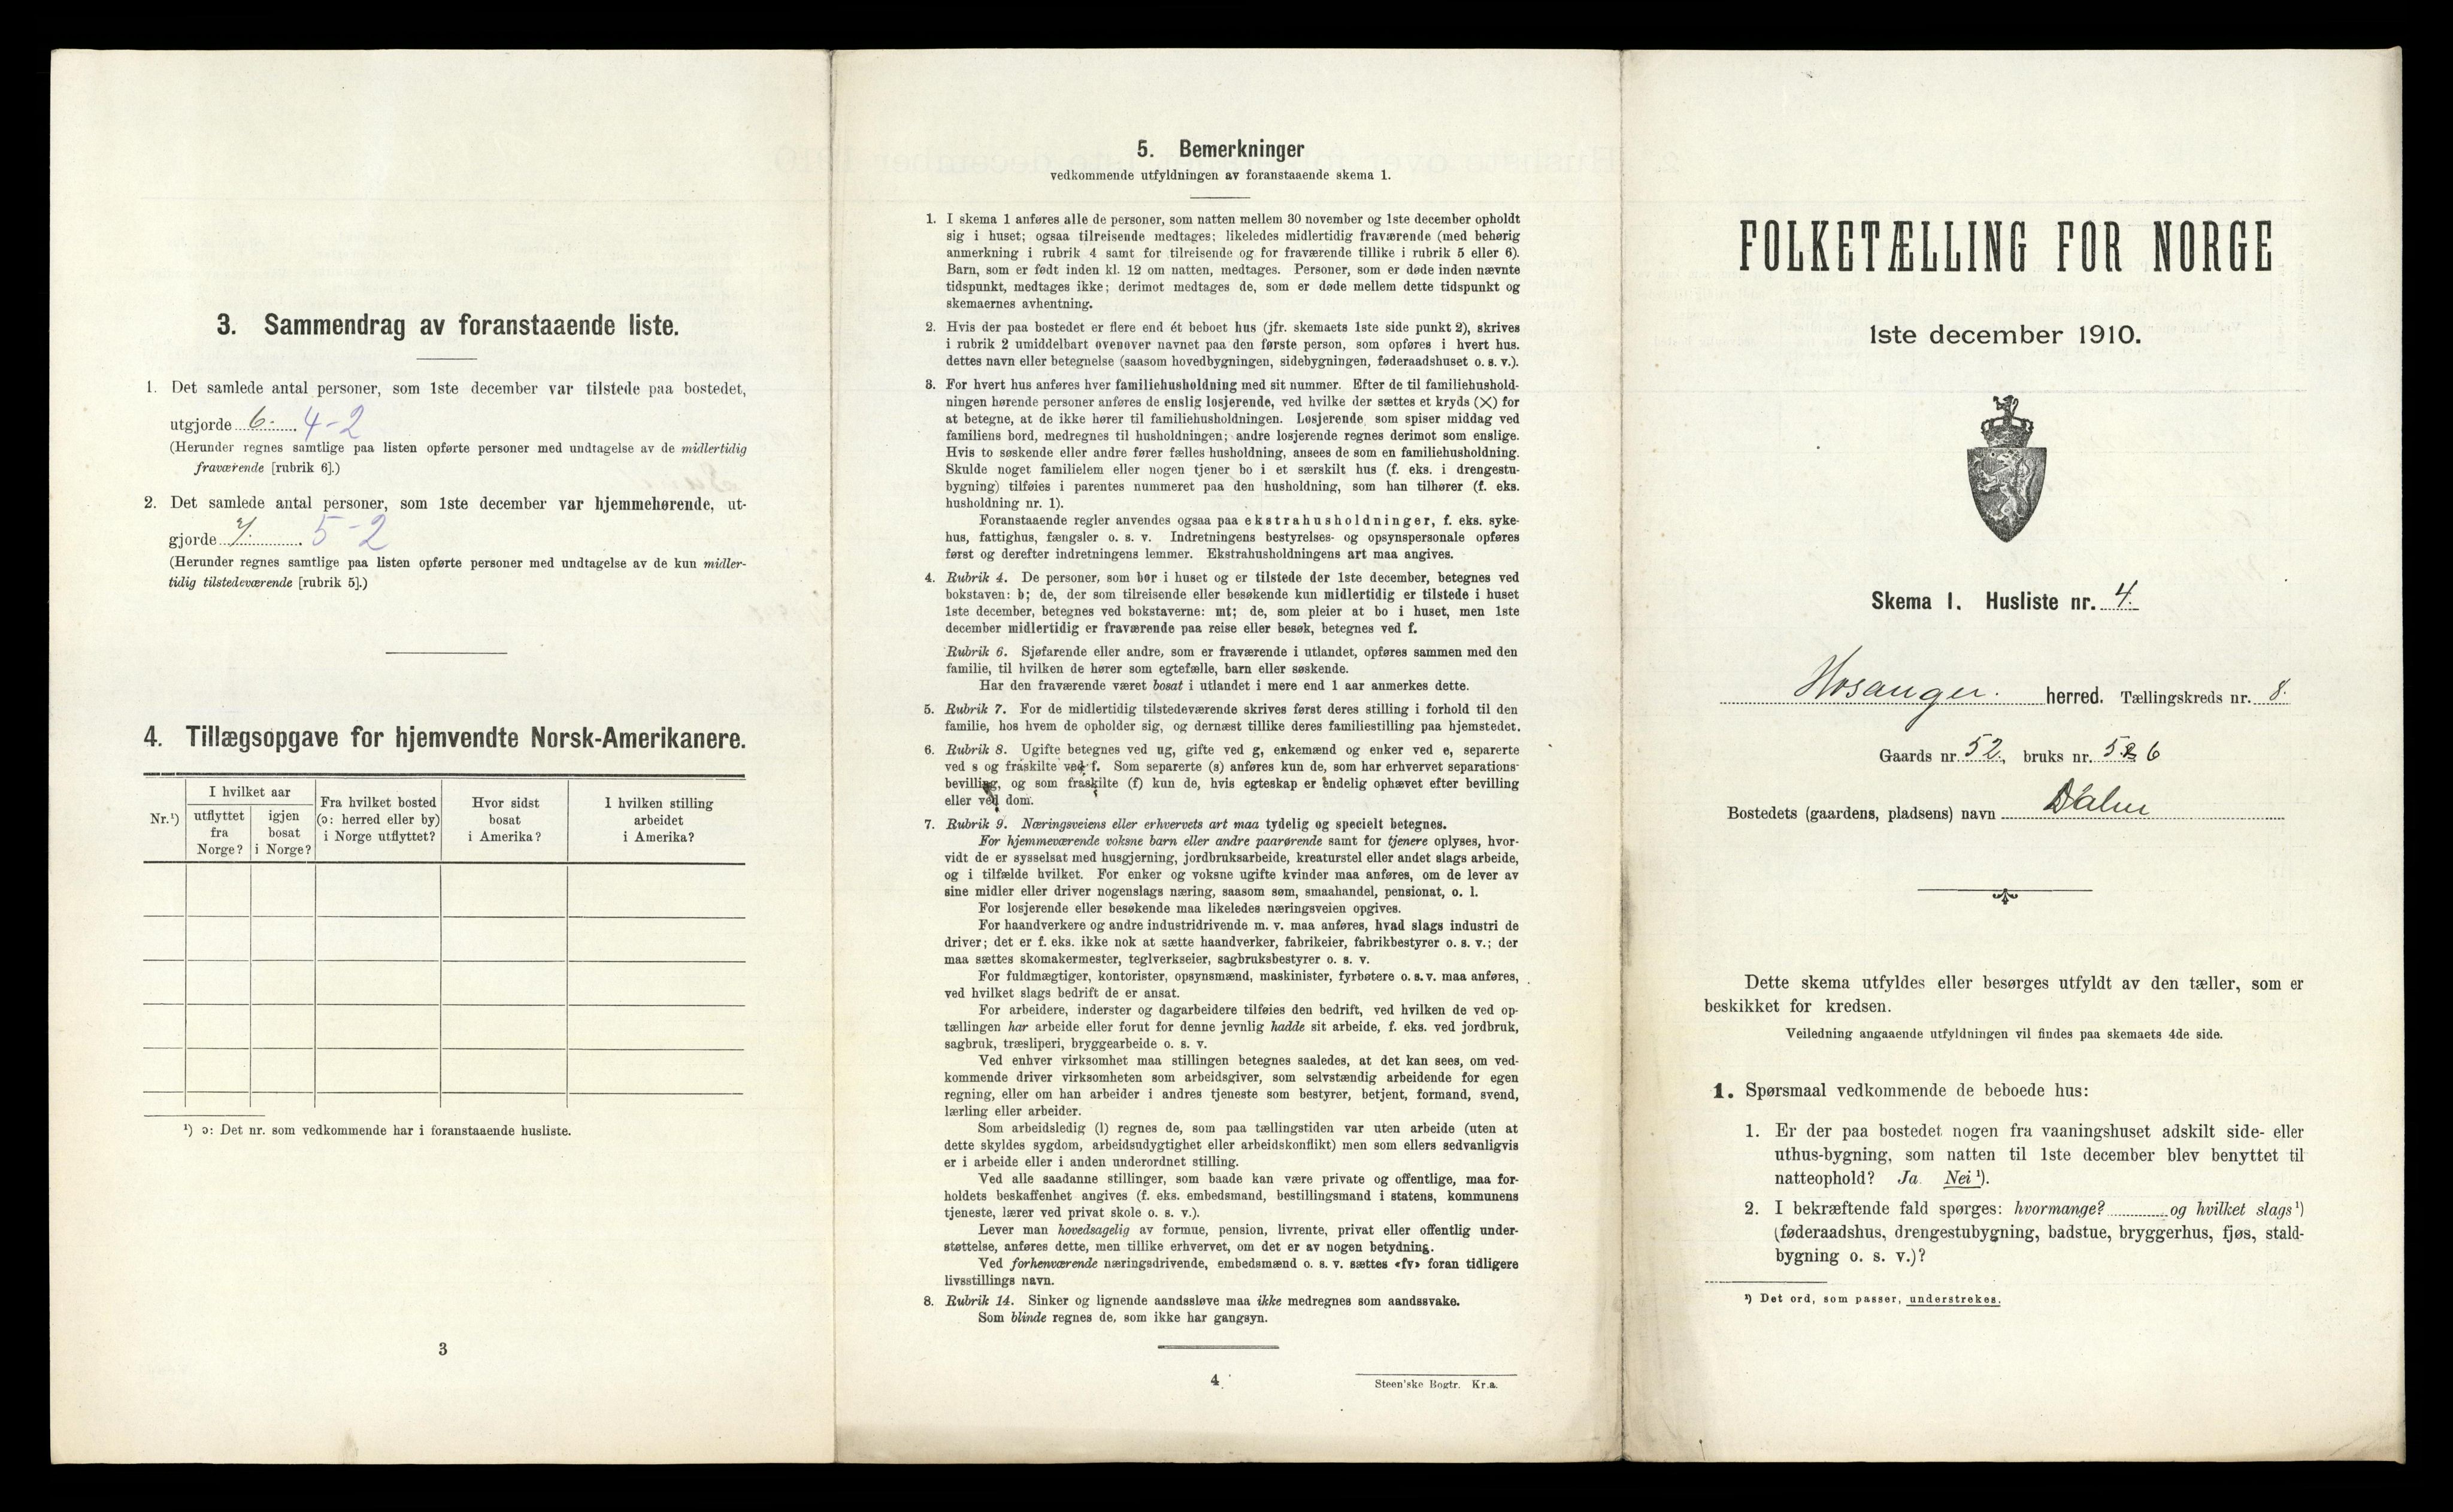 3. Sammendrag av foranstaaende liste.
1. Det samlede antal personer, som 1ste december var tilstede paa bostedet,
utgjorde 6. 4-2
(Herunder regnes samtlige paa listen opførte personer med undtagelse av de midlertidig
fraværende [rubrik 6].)
2. Det samlede antal personer, som 1ste december var hjemmehørende, ut-
gjorde 7. 5-2
(Herunder regnes samtlige paa listen opførte personer med undtagelse av de kun midler-
tidig tilstedeværende [rubrik 5].)
4. Tillægsopgave for hjemvendte Norsk-Amerikanere.
Nr.¹)
I hvilket aar
utflyttet
fra
Norge?
igjen
bosat
i Norge?
Fra hvilket bosted
(ɔ: herred eller by)
i Norge utflyttet?
Hvor sidst
bosat
i Amerika?
I hvilken stilling
arbeidet
i Amerika?
¹) ɔ: Det nr. som vedkommende har i foranstaaende husliste.
3
5. Bemerkninger
vedkommende utfyldningen av foranstaaende skema 1.
1. I skema 1 anføres alle de personer, som natten mellem 30 november og 1ste december opholdt
sig i huset; ogsaa tilreisende medtages; likeledes midlertidig fraværende (med behørig
anmerkning i rubrik 4 samt for tilreisende og for fraværende tillike i rubrik 5 eller 6).
Barn, som er født inden kl. 12 om natten, medtages. Personer, som er døde inden nævnte
tidspunkt, medtages ikke; derimot medtages de, som er døde mellem dette tidspunkt og
skemaernes avhentning.
2. Hvis der paa bostedet er flere end ét beboet hus (jfr. skemaets 1ste side punkt 2), skrives
i rubrik 2 umiddelbart ovenover navnet paa den første person, som opføres i hvert hus.
dettes navn eller betegnelse (saasom hovedbygningen, sidebygningen, føderaadshuset o. s. v.).
3. For hvert hus anføres hver familiehusholdning med sit nummer. Efter de til familiehushold-
ningen hørende personer anføres de enslig losjerende, ved hvilke der sættes et kryds (×) for
at betegne, at de ikke hører til familiehusholdningen. Losjerende som spiser middag ved
familiens bord, medregnes til husholdningen; andre losjerende regnes derimot som enslige.
Hvis to søskende eller andre fører fælles husholdning, ansees de som en familiehusholdning.
Skulde noget familielem eller nogen tjener bo i et særskilt hus (f. eks. i drengestu-
bygning) tilføies i parentes nummeret paa den husholdning, som han tilhører (f. eks.
husholdning nr. 1).
Foranstaaende regler anvendes ogsaa paa ekstrahusholdninger, f. eks. syke-
hus, fattighus, fængsler o. s. v. Indretningens bestyrelses- og opsynspersonale opføres
først og derefter indretningens lemmer. Ekstrahusholdningens art maa angives.
4. Rubrik 4. De personer, som bor i huset og er tilstede der 1ste december, betegnes ved
bokstaven: b; de, der som tilreisende eller besøkende kun midlertidig er tilstede i huset
1ste december, betegnes ved bokstaverne: mt; de, som pleier at bo i huset, men 1ste
december midlertidig er fraværende paa reise eller besøk, betegnes ved f.
Rubrik 6. Sjøfarende eller andre, som er fraværende i utlandet, opføres sammen med den
familie, til hvilken de hører som egtefælle, barn eller søskende.
Har den fraværende været bosat i utlandet i mere end 1 aar anmerkes dette.
5. Rubrik 7. For de midlertidig tilstedeværende skrives først deres stilling i forhold til den
familie, hos hvem de opholder sig, og dernæst tillike deres familiestilling paa hjemstedet.
6. Rubrik 8. Ugifte betegnes ved ug, gifte ved g, enkemænd og enker ved e, separerte
ved s og fraskilte ved f. Som separerte (s) anføres kun de, som har erhvervet separations-
bevilling, og som fraskilte (f) kun de, hvis egteskap er endelig ophævet efter bevilling
eller ved dom.
7. Rubrik 9. Næringsveiens eller erhvervets art maa tydelig og specielt betegnes.
For hjemmeværende voksne barn eller andre paarørende samt for tjenere oplyses, hvor-
vidt de er sysselsat med husgjerning, jordbruksarbeide, kreaturstel eller andet slags arbeide,
og i tilfælde hvilket. For enker og voksne ugifte kvinder maa anføres, om de lever av
sine midler eller driver nogenslags næring, saasom søm, smaahandel, pensionat, o. l.
For losjerende eller besøkende maa likeledes næringsveien opgives.
For haandverkere og andre industridrivende m. v. maa anføres, hvad slags industri de
driver; det er f. eks. ikke nok at sætte haandverker, fabrikeier, fabrikbestyrer o. s. v.; der
maa sættes skomakermester, teglverkseier, sagbruksbestyrer o. s. v.
For fuldmægtiger, kontorister, opsynsmænd, maskinister, fyrbøtere o. s. v. maa anføres,
ved hvilket slags bedrift de er ansat.
For arbeidere, inderster og dagarbeidere tilføies den bedrift, ved hvilken de ved op-
tællingen har arbeide eller forut for denne jevnlig hadde sit arbeide, f. eks. ved jordbruk,
sagbruk, træsliperi, bryggearbeide o. s. v.
Ved enhver virksomhet maa stillingen betegnes saaledes, at det kan sees, om ved-
kommende driver virksomheten som arbeidsgiver, som selvstændig arbeidende for egen
regning, eller om han arbeider i andres tjeneste som bestyrer, betjent, formand, svend,
lærling eller arbeider.
Som arbeidsledig (l) regnes de, som paa tællingstiden var uten arbeide (uten at
dette skyldes sygdom, arbeidsudygtighet eller arbeidskonflikt) men som ellers sedvanligvis
er i arbeide eller i anden underordnet stilling.
Ved alle saadanne stillinger, som baade kan være private og offentlige, maa for-
holdets beskaffenhet angives (f. eks. embedsmand, bestillingsmand i statens, kommunens
tjeneste, lærer ved privat skole o. s. v.).
Lever man hovedsagelig av formue, pension, livrente, privat eller offentlig under-
støttelse, anføres dette, men tillike erhvervet, om det er av nogen betydning.
Ved forhenværende næringsdrivende, embedsmænd o. s. v. sættes «fv» foran tidligere
livsstillings navn.
8. Rubrik 14. Sinker og lignende aandssløve maa ikke medregnes som aandssvake.
Som blinde regnes de, som ikke har gangsyn.
4
Steen'ske Bogtr. Kr.a.
FOLKETÆLLING FOR NORGE
1ste december 1910.
Skema 1. Husliste nr. 4.
Hosanger. herred. Tællingskreds nr. 8.
Gaards nr. 52., bruks nr. 6
Bostedets (gaardens, pladsens) navn
Dette skema utfyldes eller besørges utfyldt av den tæller, som er
beskikket for kredsen.
Veiledning angaaende utfyldningen vil findes paa skemaets 4de side.
1. Spørsmaal vedkommende de beboede hus:
1. Er der paa bostedet nogen fra vaaningshuset adskilt side- eller
uthus-bygning, som natten til 1ste december blev benyttet til
natteophold? Ja Nei ¹).
2. I bekræftende fald spørges: hvormange? og hvilket slags ¹)
(føderaadshus, drengestubygning, badstue, bryggerhus, fjøs, stald-
bygning o. s. v.)?
¹) Det ord, som passer, understrekes.